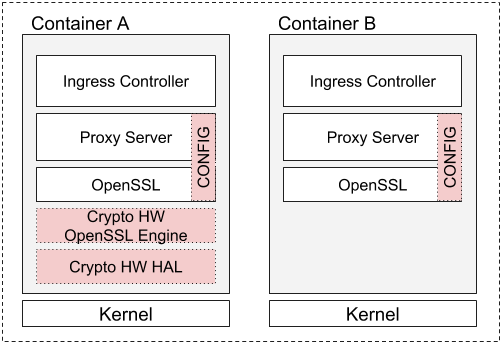 Container A
Ingress Controller
Proxy Server
CONFIG
OpenSSL
Crypto HW
OpenSSL Engine
Crypto HW HAL
Kernel
Container B
Ingress Controller
Proxy Server
CONFIG
OpenSSL
Kernel